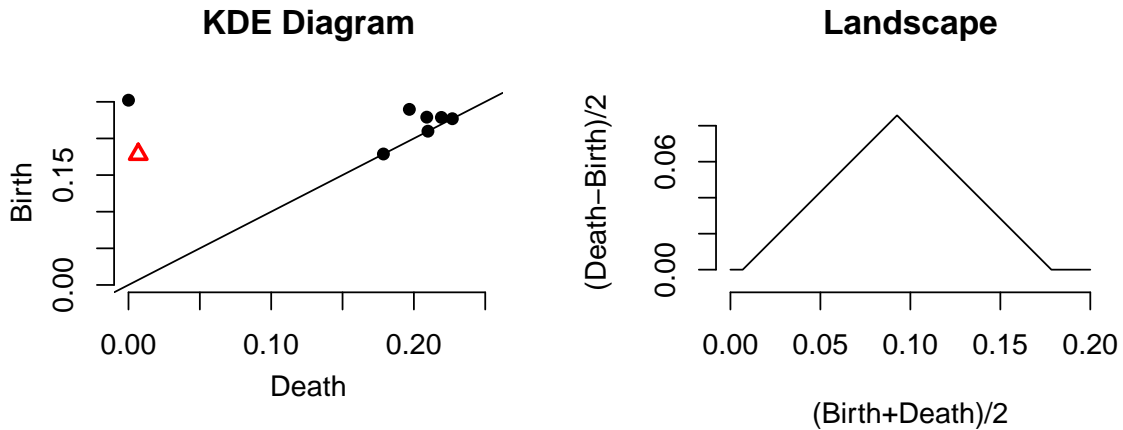 KDE Diagram
Birth
0.15
0.00
0.00 0.10 0.20
Death
Landscape
(Death−Birth)/2
0.06
0.00
0.00 0.05 0.10 0.15 0.20
(Birth+Death)/2